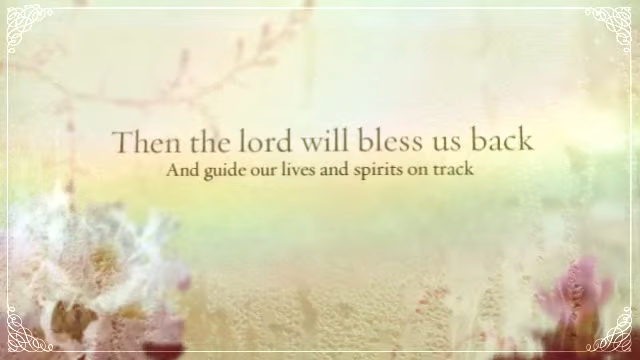 Then the lord will bless us back
And guide our lives and spirits on track